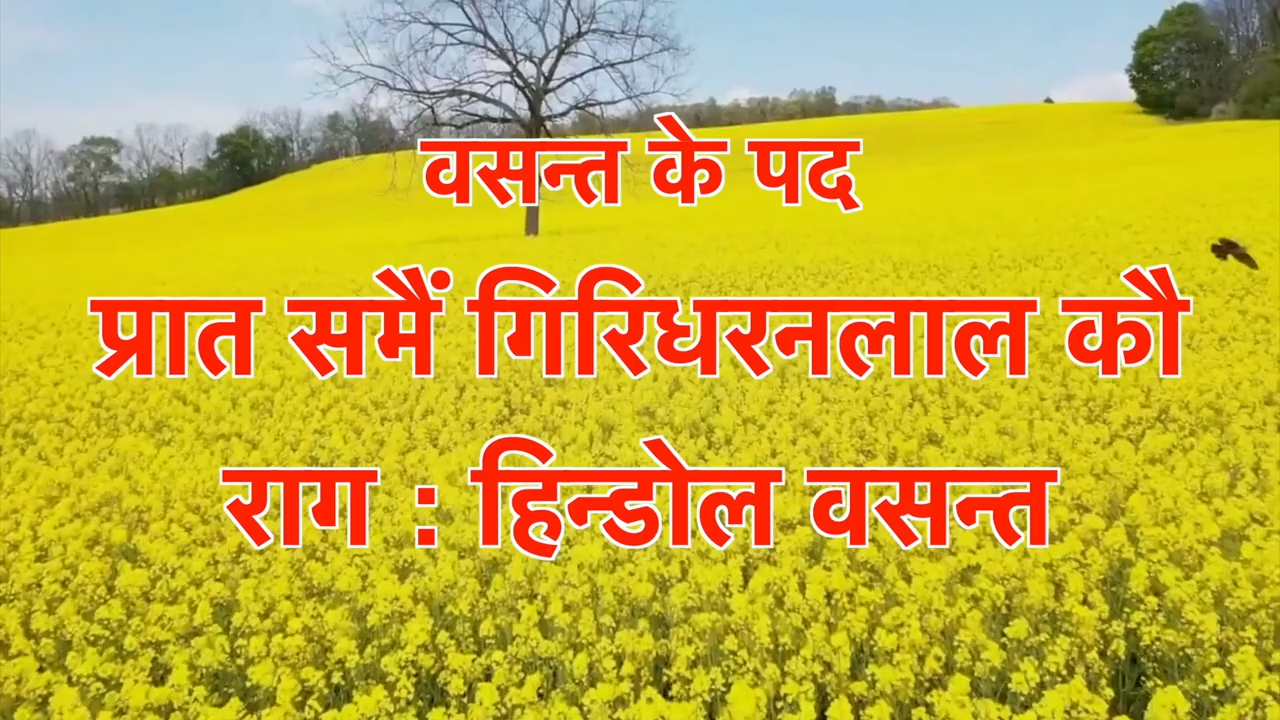 वसन्त के पद
प्रात समैं गिरिधरनलाल कौ
राग : हिन्डोल वसन्त